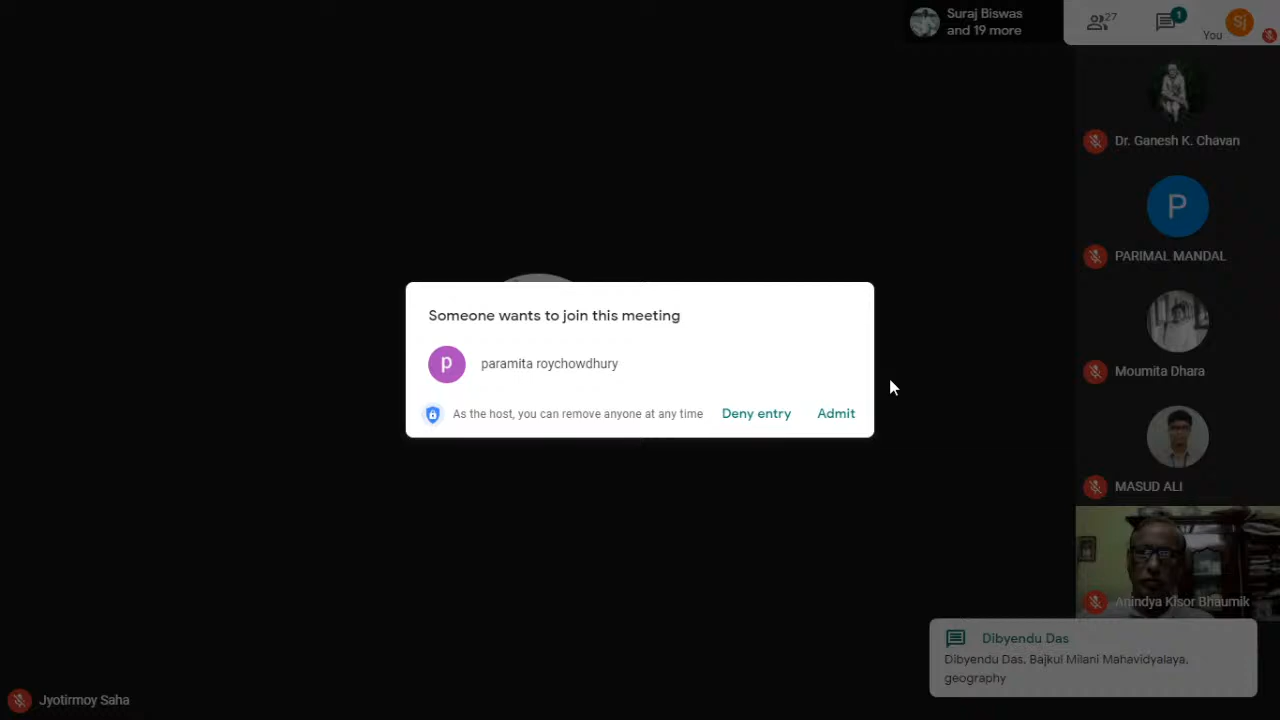 Suraj Biswas
and 19 more
27
1
You
Sj
Dr. Ganesh K. Chavan
P
PARIMAL MANDAL
Moumita Dhara
MASUD ALI
Anindya Kisor Bhaumik
Someone wants to join this meeting
p
paramita roychowdhury
As the host, you can remove anyone at any time
Deny entry
Admit
Dibyendu Das
Dibyendu Das, Bajkul Milani Mahavidyalaya,
geography
Jyotirmoy Saha